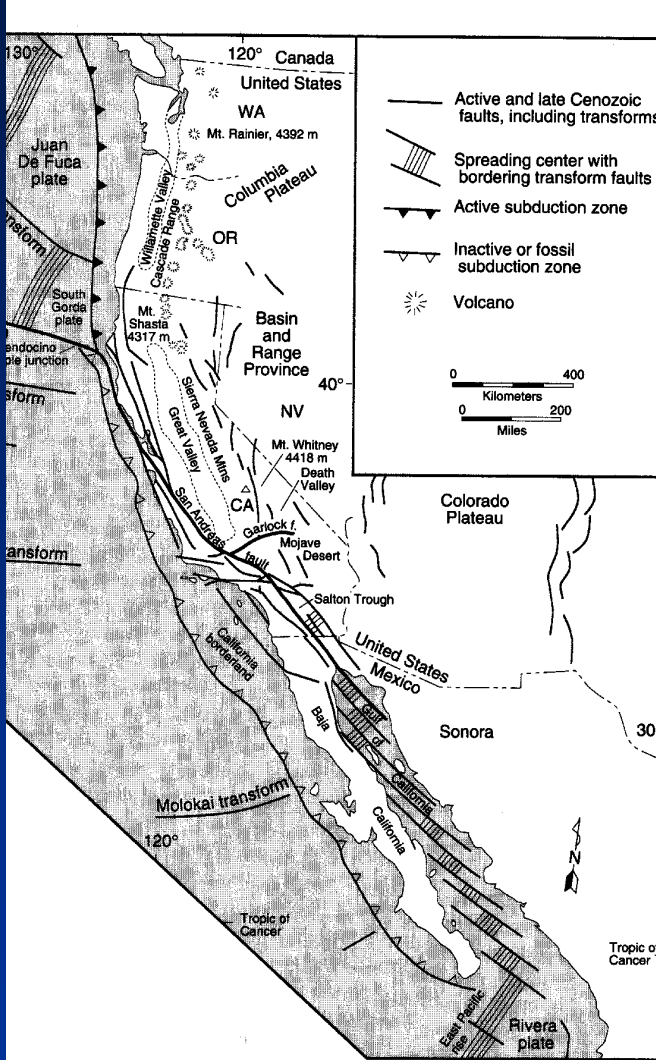 130°
120°
Canada
United States
WA
Mt. Rainier, 4392 m
Juan
De Fuca
plate
Columbia
Plateau
Willamette Valley
Cascade Range
OR
South
Gorda
plate
Mt.
Shasta
4317 m
Basin
and
Range
Province
40°
NV
Sierra Nevada Mtns
Great Valley
Mt. Whitney
4418 m
Death
Valley
CA
San Andreas
fault
Garlock f.
Mojave
Desert
Salton Trough
California
borderland
United States
Mexico
Colorado
Plateau
Sonora
30
Gulf
of
California
Baja
California
Molokai transform
120°
Tropic of
Cancer
N
Tropic of
Cancer
East Pacific
rise
Rivera
plate
Active and late Cenozoic
faults, including transforms
Spreading center with
bordering transform faults
Active subduction zone
Inactive or fossil
subduction zone
Volcano
0 400
Kilometers
0 200
Miles